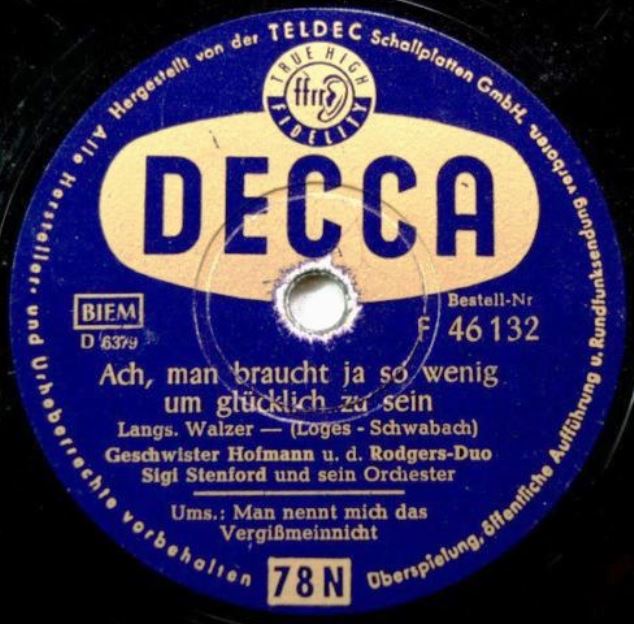 Alle Hersteller- und Urheberrechte vorbehalten
Hergestellt von der TELDEC Schallplatten GmbH.
Überspielung, öffentliche Aufführung u. Rundfunksendung verboten.
TRUE HIGH
ffrr
FIDELITY
DECCA
BIEM
D 6379
Bestell-Nr
F 46132
Ach, man braucht ja so wenig
um glücklich zu sein
Langs. Walzer — (Loges - Schwabach)
Geschwister Hofmann u. d. Rodgers-Duo
Sigi Stenford und sein Orchester
Ums.: Man nennt mich das
Vergißmeinnicht
78 N